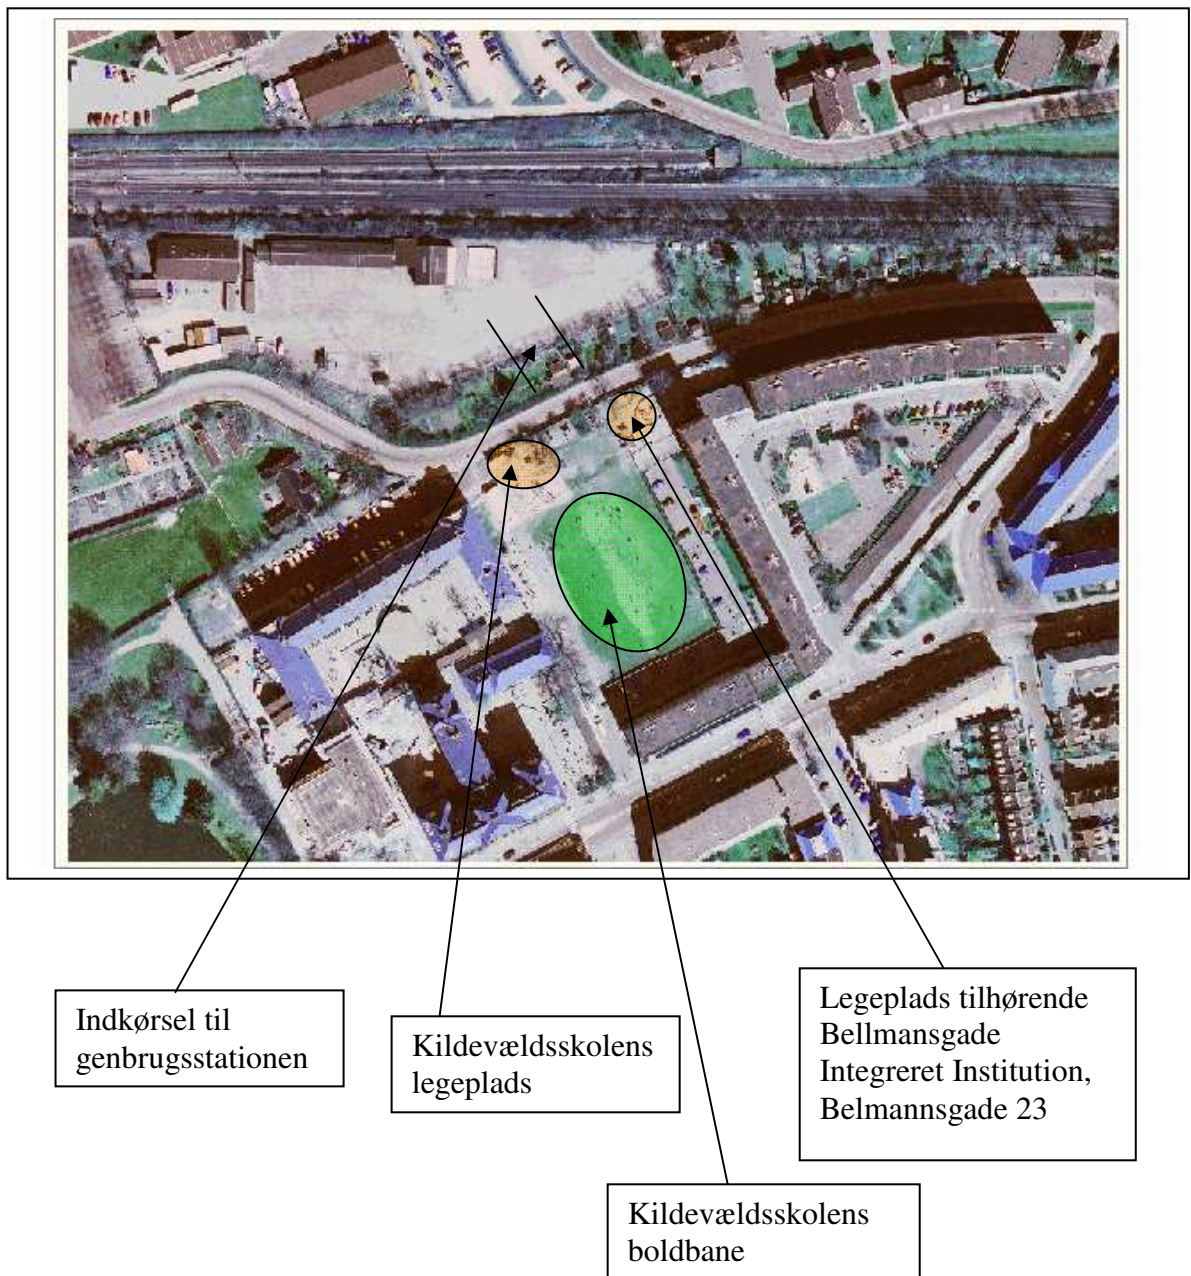 Indkørsel til
genbrugsstationen
Kildevældsskolens
legeplads
Legeplads tilhørende
Bellmansgade
Integreret Institution,
Belmannsgade 23
Kildevældsskolens
boldbane